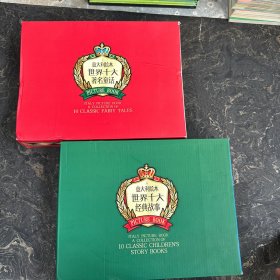 意大利绘本
世界十大
著名童话
PICTURE BOOK
ITALY PICTURE BOOK
A COLLECTION OF
10 CLASSIC FAIRY TALES
意大利绘本
世界十大
经典故事
PICTURE BOOK
ITALY PICTURE BOOK
A COLLECTION OF
10 CLASSIC CHILDREN'S
STORY BOOKS